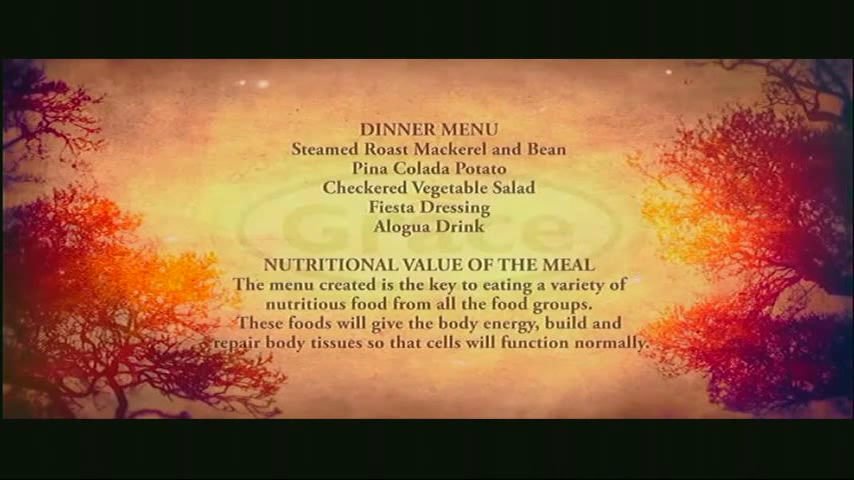 DINNER MENU
Steamed Roast Mackerel and Bean
Pina Colada Potato
Checkered Vegetable Salad
Fiesta Dressing
Alogua Drink
Grace
NUTRITIONAL VALUE OF THE MEAL
The menu created is the key to eating a variety of
nutritious food from all the food groups.
These foods will give the body energy, build and
repair body tissues so that cells will function normally.